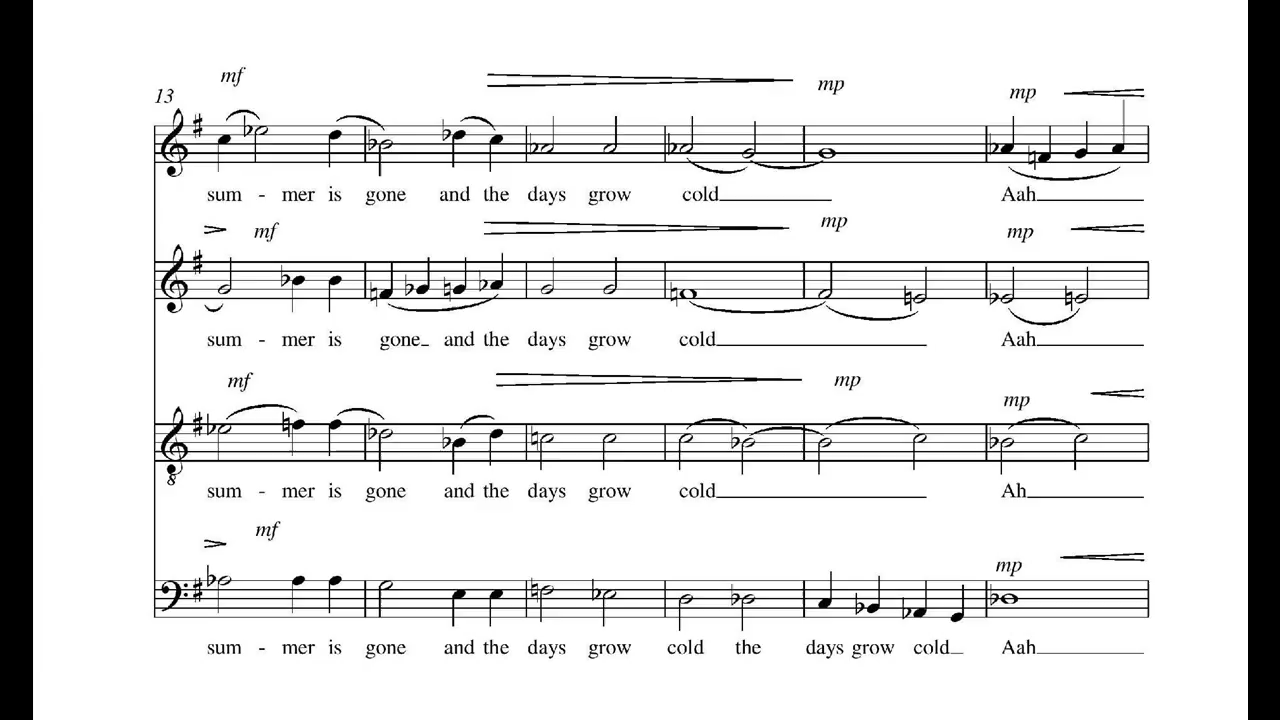 mf
mp
mp
13
sum - mer is gone and the days grow cold Aah
mf
mp
mp
sum - mer is gone and the days grow cold Aah
mf
mp
mp
8
sum - mer is gone and the days grow cold Ah
mf
mp
sum - mer is gone and the days grow cold the days grow cold Aah